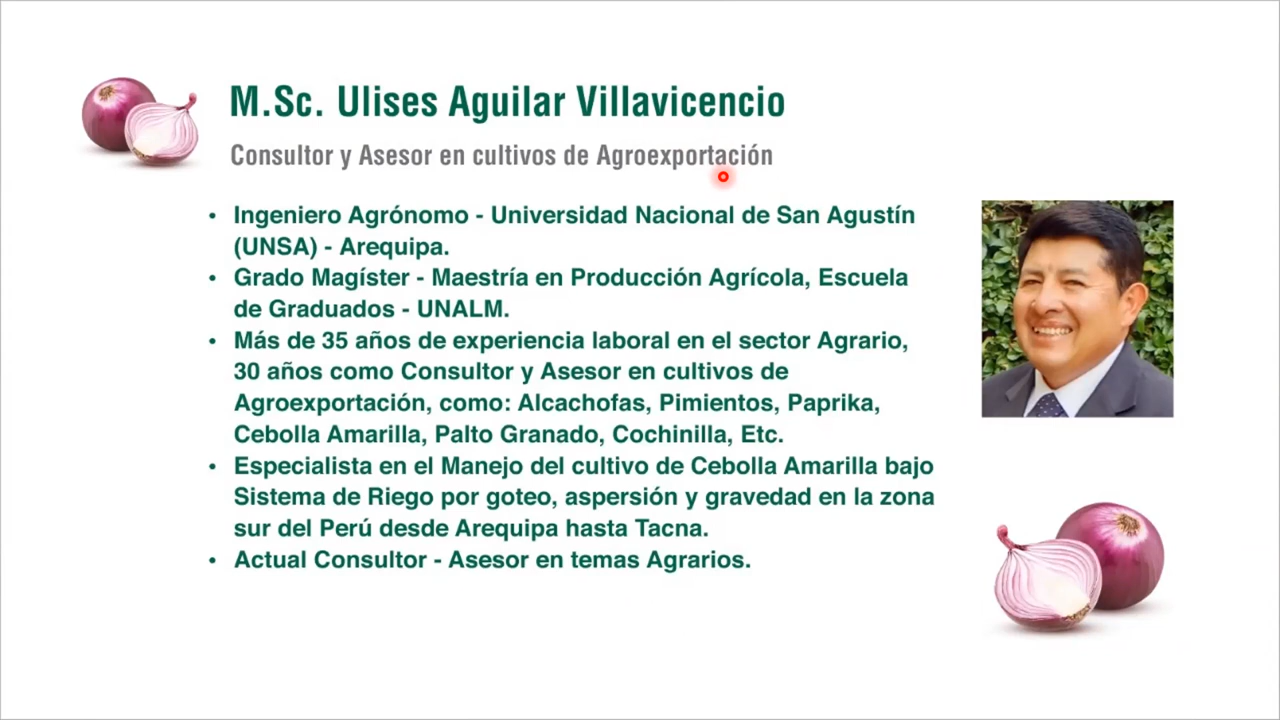 M.Sc. Ulises Aguilar Villavicencio
Consultor y Asesor en cultivos de Agroexportación
• Ingeniero Agrónomo - Universidad Nacional de San Agustín
(UNSA) - Arequipa.
• Grado Magíster - Maestría en Producción Agrícola, Escuela
de Graduados - UNALM.
• Más de 35 años de experiencia laboral en el sector Agrario,
30 años como Consultor y Asesor en cultivos de
Agroexportación, como: Alcachofas, Pimientos, Paprika,
Cebolla Amarilla, Palto Granado, Cochinilla, Etc.
• Especialista en el Manejo del cultivo de Cebolla Amarilla bajo
Sistema de Riego por goteo, aspersión y gravedad en la zona
sur del Perú desde Arequipa hasta Tacna.
• Actual Consultor - Asesor en temas Agrarios.